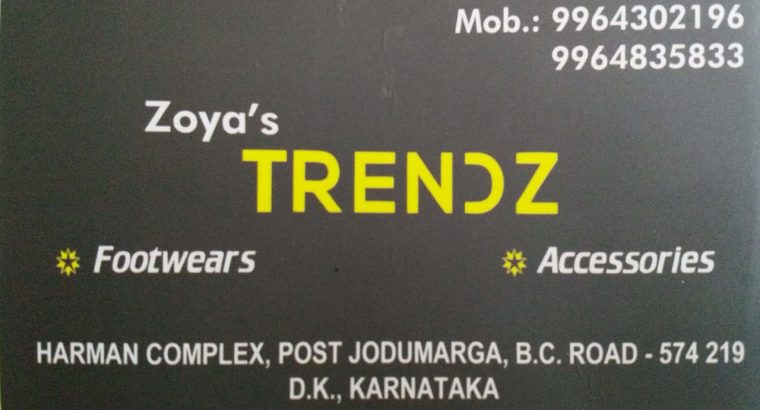 Mob.: 9964302196
9964835833
Zoya's
TRENDZ
Footwears
Accessories
HARMAN COMPLEX, POST JODUMARGA, B.C. ROAD - 574 219
D.K., KARNATAKA